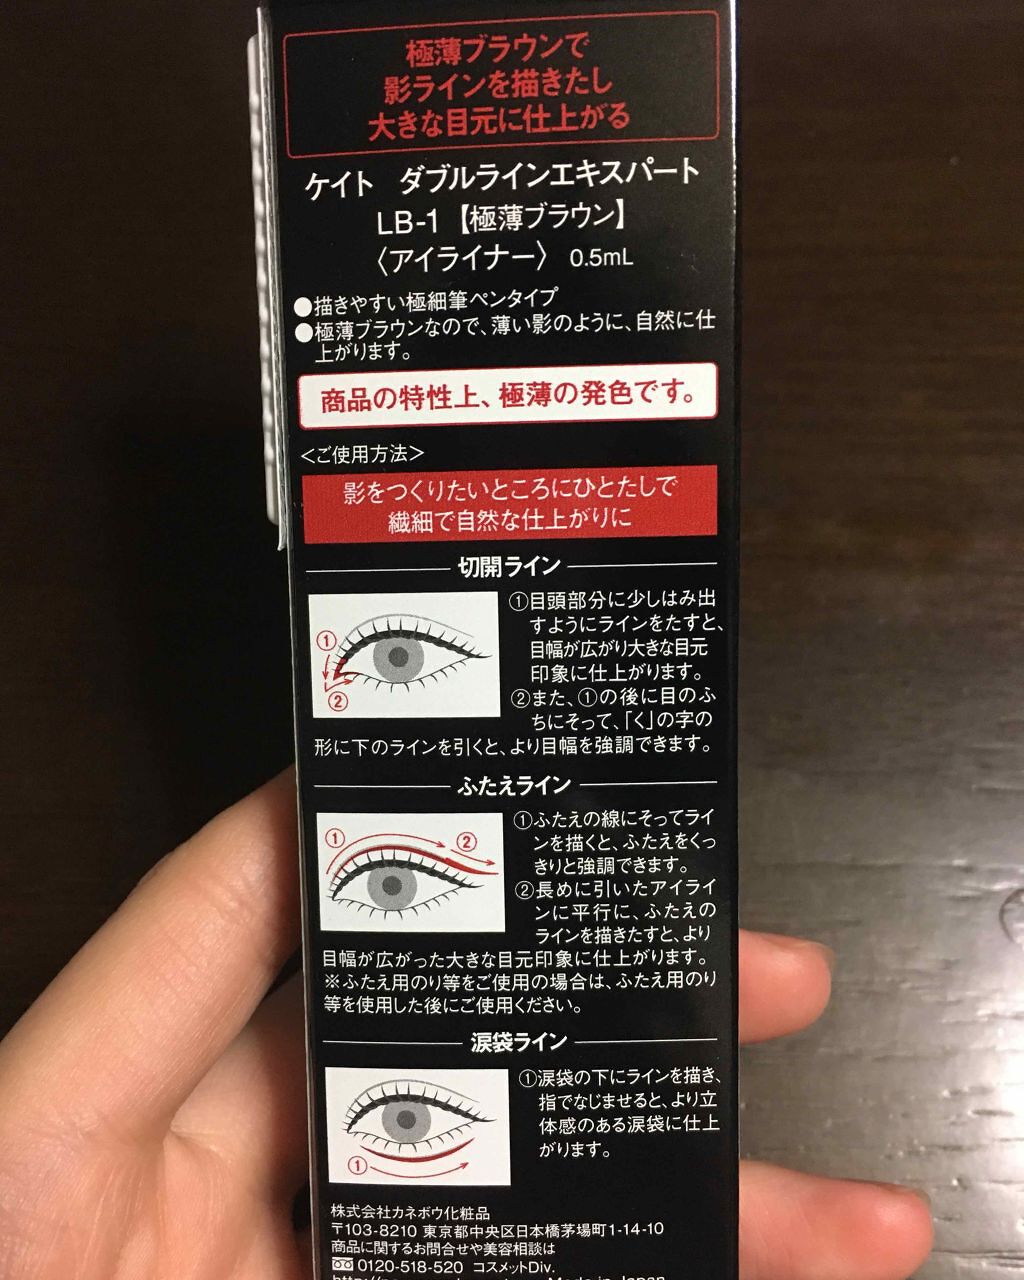 極薄ブラウンで
影ラインを描きたし
大きな目元に仕上がる
ケイト ダブルラインエキスパート
LB-1【極薄ブラウン】
〈アイライナー〉 0.5mL
●描きやすい極細筆ペンタイプ
●極薄ブラウンなので、薄い影のように、自然に仕
上がります。
商品の特性上、極薄の発色です。
＜ご使用方法＞
影をつくりたいところにひとたしで
繊細で自然な仕上がりに
切開ライン
①
②
①目頭部分に少しはみ出
すようにラインをたすと、
目幅が広がり大きな目元
印象に仕上がります。
②また、①の後に目のふ
ちにそって、「く」の字の
形に下のラインを引くと、より目幅を強調できます。
ふたえライン
①
②
①ふたえの線にそってライ
ンを描くと、ふたえをくっ
きりと強調できます。
②長めに引いたアイライ
ンに平行に、ふたえの
ラインを描きたすと、より
目幅が広がった大きな目元印象に仕上がります。
※ふたえ用のり等をご使用の場合は、ふたえ用のり
等を使用した後にご使用ください。
涙袋ライン
①
①涙袋の下にラインを描き、
指でなじませると、より立
体感のある涙袋に仕上
がります。
株式会社カネボウ化粧品
〒103-8210 東京都中央区日本橋茅場町1-14-10
商品に関するお問合せや美容相談は
0120-518-520 コスメットDiv.
Made in Japan